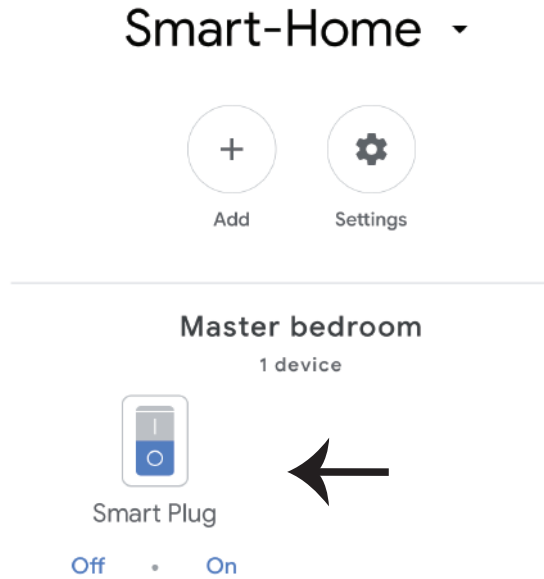 Smart-Home
Add Settings
Master bedroom
1 device
Smart Plug
Off • On